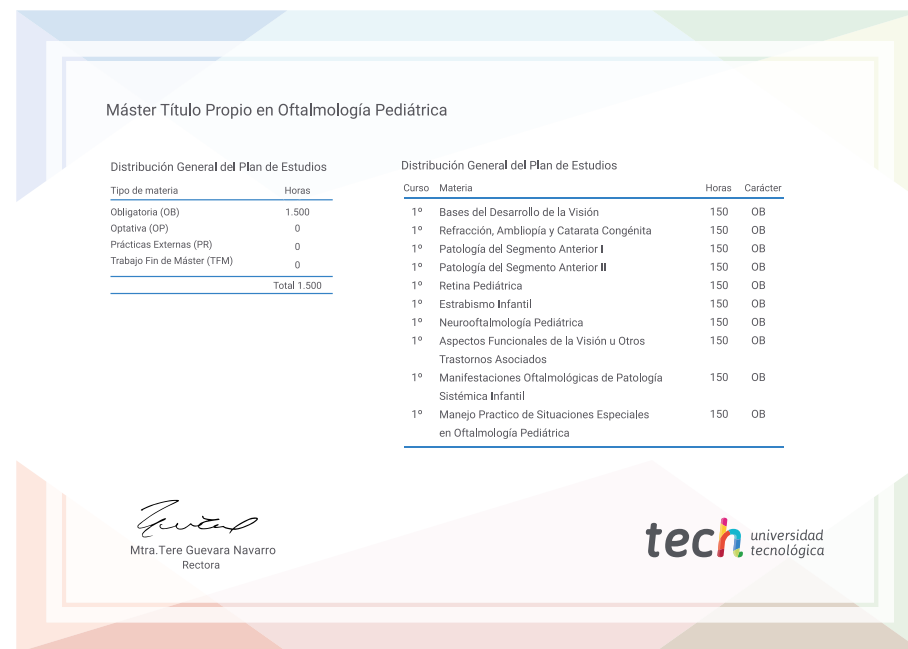 Máster Título Propio en Oftalmología Pediátrica
Distribución General del Plan de Estudios
Tipo de materia Horas
Obligatoria (OB) 1.500
Optativa (OP) 0
Prácticas Externas (PR) 0
Trabajo Fin de Máster (TFM) 0
Total 1.500
Distribución General del Plan de Estudios
Curso Materia Horas Carácter
1º Bases del Desarrollo de la Visión 150 OB
1º Refracción, Ambliopía y Catarata Congénita 150 OB
1º Patología del Segmento Anterior I 150 OB
1º Patología del Segmento Anterior II 150 OB
1º Retina Pediátrica 150 OB
1º Estrabismo Infantil 150 OB
1º Neurooftalmología Pediátrica 150 OB
1º Aspectos Funcionales de la Visión u Otros 150 OB
Trastornos Asociados
1º Manifestaciones Oftalmológicas de Patología 150 OB
Sistémica Infantil
1º Manejo Practico de Situaciones Especiales 150 OB
en Oftalmología Pediátrica
Mtra.Tere Guevara Navarro
Rectora
tech universidad
tecnológica